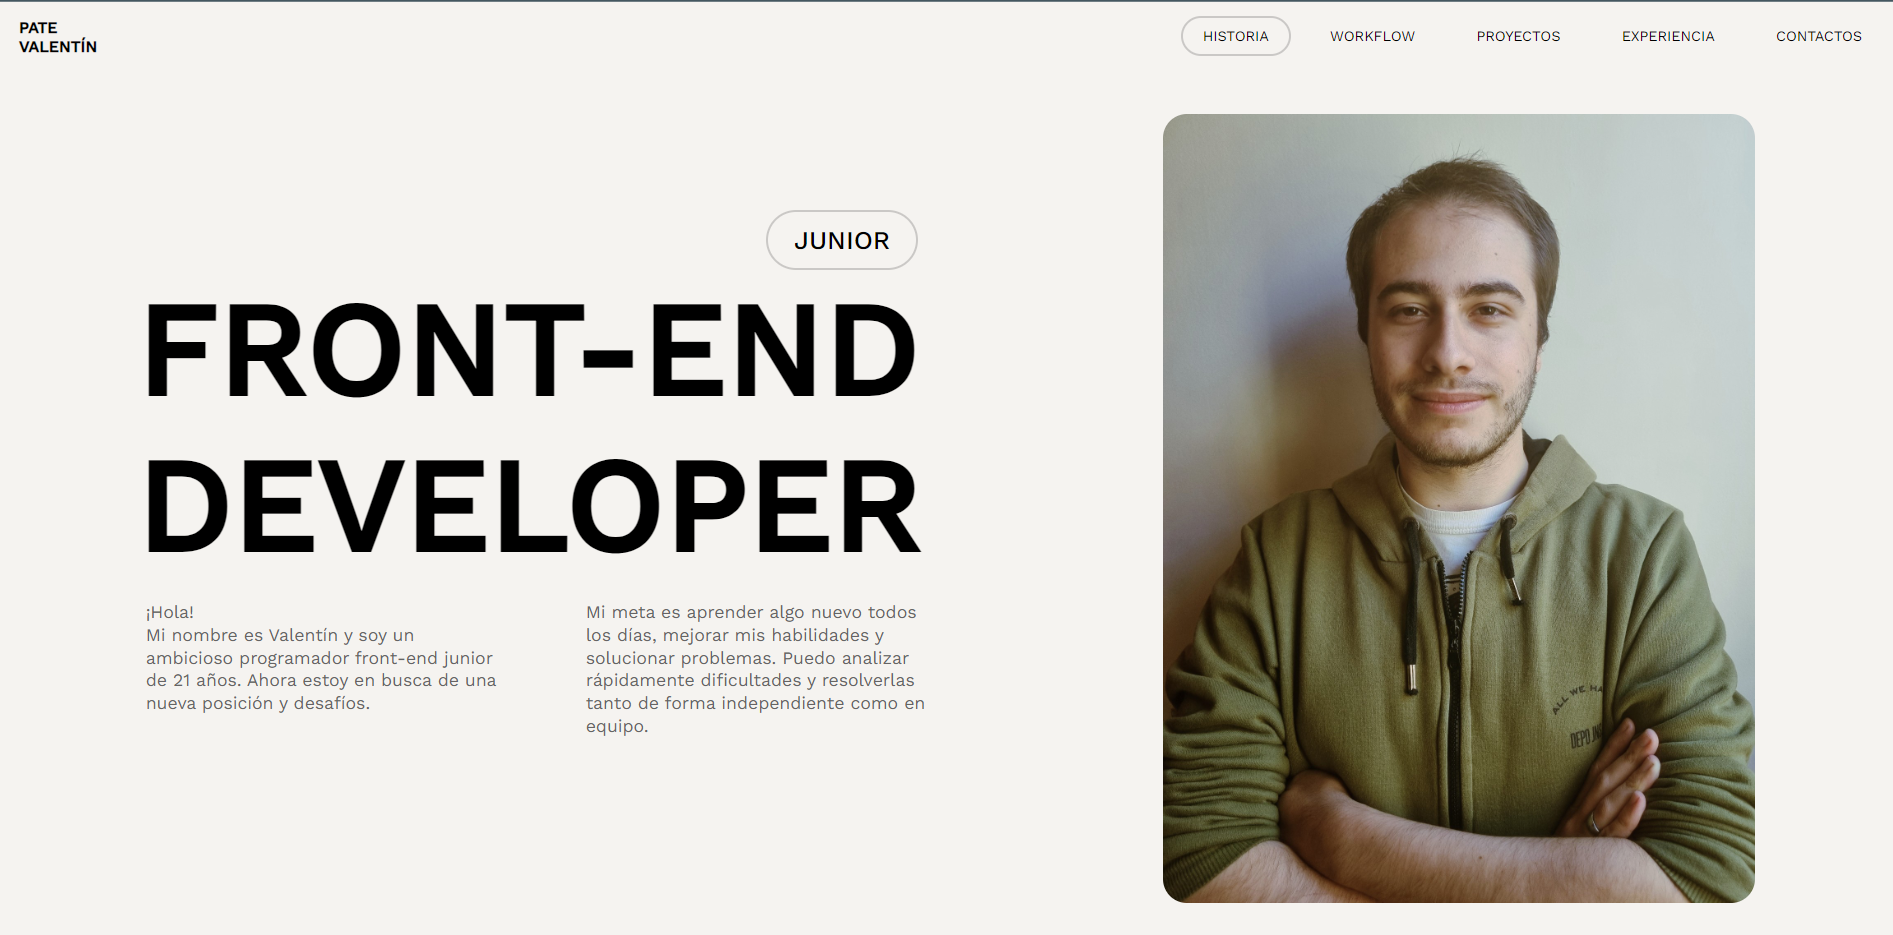 PATE
VALENTÍN
HISTORIA
WORKFLOW
PROYECTOS
EXPERIENCIA
CONTACTOS
JUNIOR
FRONT-END
DEVELOPER
¡Hola!
Mi nombre es Valentín y soy un
ambicioso programador front-end junior
de 21 años. Ahora estoy en busca de una
nueva posición y desafíos.
Mi meta es aprender algo nuevo todos
los días, mejorar mis habilidades y
solucionar problemas. Puedo analizar
rápidamente dificultades y resolverlas
tanto de forma independiente como en
equipo.
ALL WE
DEPO